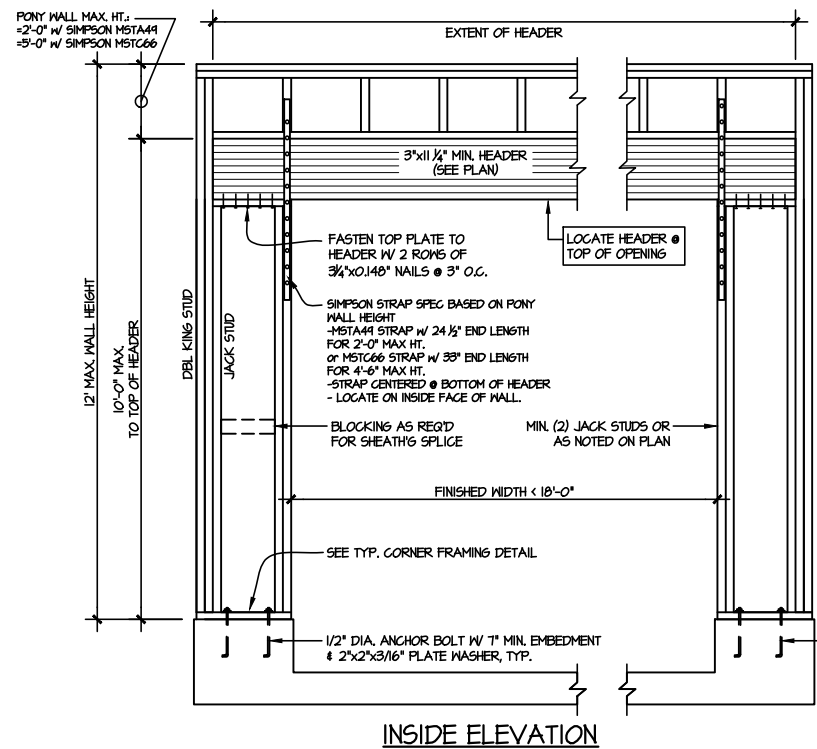 PONY WALL MAX. HT.:
=2'-0" W/ SIMPSON MSTA49
=5'-0" W/ SIMPSON MSTC66
EXTENT OF HEADER
3"x11 1/4" MIN. HEADER
(SEE PLAN)
FASTEN TOP PLATE TO
HEADER W/ 2 ROWS OF
3 1/4"x0.148" NAILS @ 3" O.C.
LOCATE HEADER @
TOP OF OPENING
SIMPSON STRAP SPEC BASED ON PONY
WALL HEIGHT
-MSTA49 STRAP W/ 24 1/2" END LENGTH
FOR 2'-0" MAX HT.
or MSTC66 STRAP W/ 33" END LENGTH
FOR 4'-6" MAX HT.
-STRAP CENTERED @ BOTTOM OF HEADER
- LOCATE ON INSIDE FACE OF WALL.
12' MAX. WALL HEIGHT
10'-0" MAX.
TO TOP OF HEADER
DBL KING STUD
JACK STUD
BLOCKING AS REQ'D
FOR SHEATH'G SPLICE
MIN. (2) JACK STUDS OR
AS NOTED ON PLAN
FINISHED WIDTH < 18'-0"
SEE TYP. CORNER FRAMING DETAIL
1/2" DIA. ANCHOR BOLT W/ 7" MIN. EMBEDMENT
& 2"x2"x3/16" PLATE WASHER, TYP.
INSIDE ELEVATION